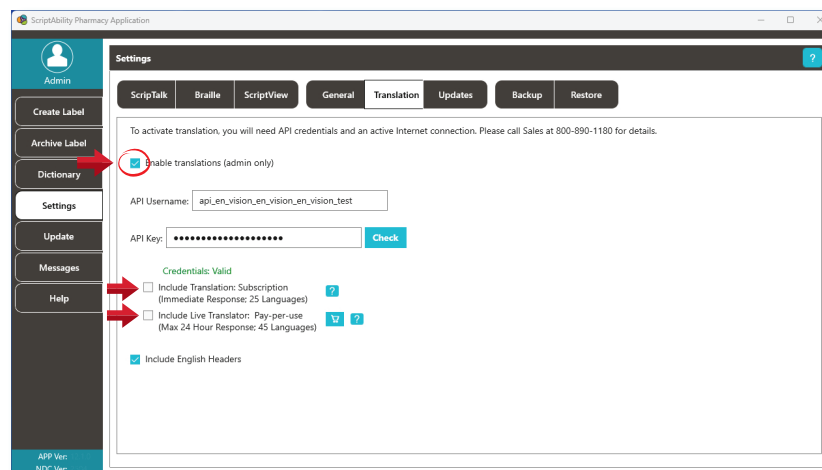 ScriptAbility Pharmacy Application
Admin
Create Label
Archive Label
Dictionary
Settings
Update
Messages
Help
APP Ver:
NDC Ver:
Settings
?
ScripTalk Braille ScriptView General Translation Updates Backup Restore
To activate translation, you will need API credentials and an active Internet connection. Please call Sales at 800-890-1180 for details.
Enable translations (admin only)
API Username: api_en_vision_en_vision_en_vision_test
API Key: ●●●●●●●●●●●●●●●●●●●● Check
Credentials: Valid
Include Translation: Subscription
(Immediate Response; 25 Languages) ?
Include Live Translator: Pay-per-use
(Max 24 Hour Response; 45 Languages) ?
Include English Headers